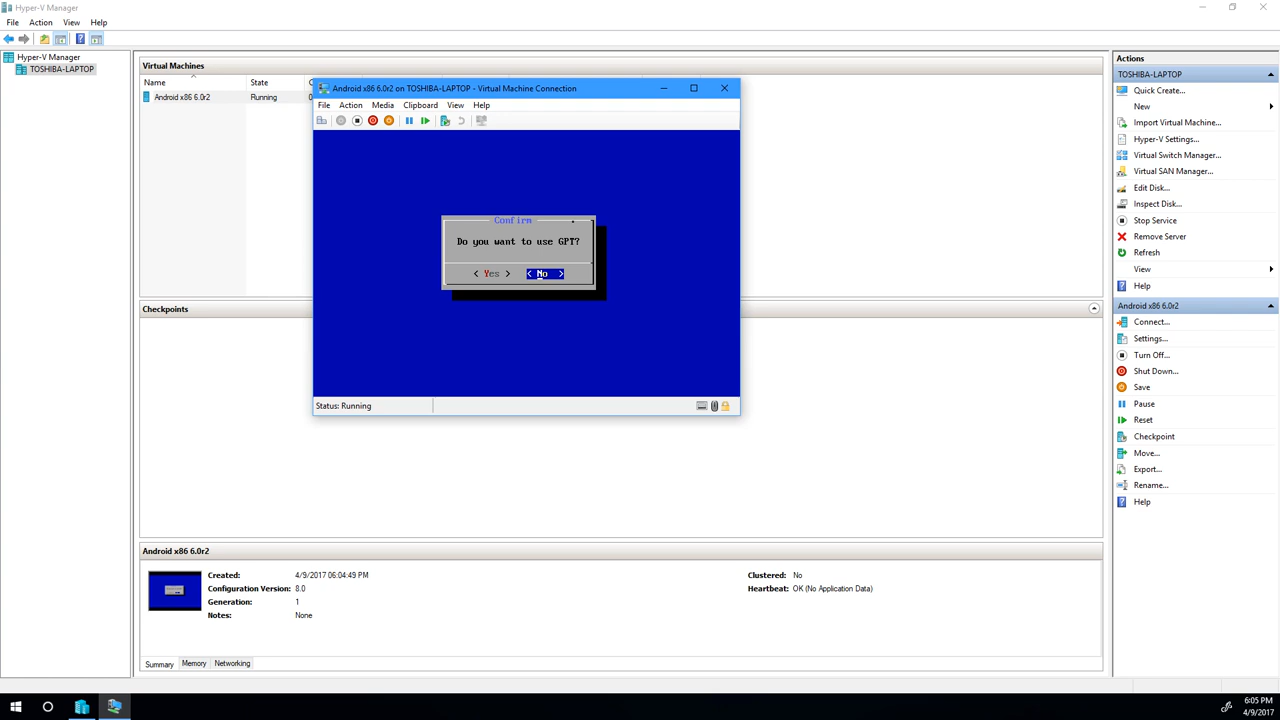 Hyper-V Manager
File Action View Help
Hyper-V Manager
TOSHIBA-LAPTOP
Virtual Machines
Name State
Android x86 6.0r2 Running
Android x86 6.0r2 on TOSHIBA-LAPTOP - Virtual Machine Connection
File Action Media Clipboard View Help
Confirm
Do you want to use GPT?
< Yes > < No >
Status: Running
Checkpoints
Android x86 6.0r2
Created: 4/9/2017 06:04:49 PM
Configuration Version: 8.0
Generation: 1
Notes: None
Clustered: No
Heartbeat: OK (No Application Data)
Summary Memory Networking
Actions
TOSHIBA-LAPTOP
Quick Create...
New
Import Virtual Machine...
Hyper-V Settings...
Virtual Switch Manager...
Virtual SAN Manager...
Edit Disk...
Inspect Disk...
Stop Service
Remove Server
Refresh
View
Help
Android x86 6.0r2
Connect...
Settings...
Turn Off...
Shut Down...
Save
Pause
Reset
Checkpoint
Move...
Export...
Rename...
Help
6:05 PM
4/9/2017